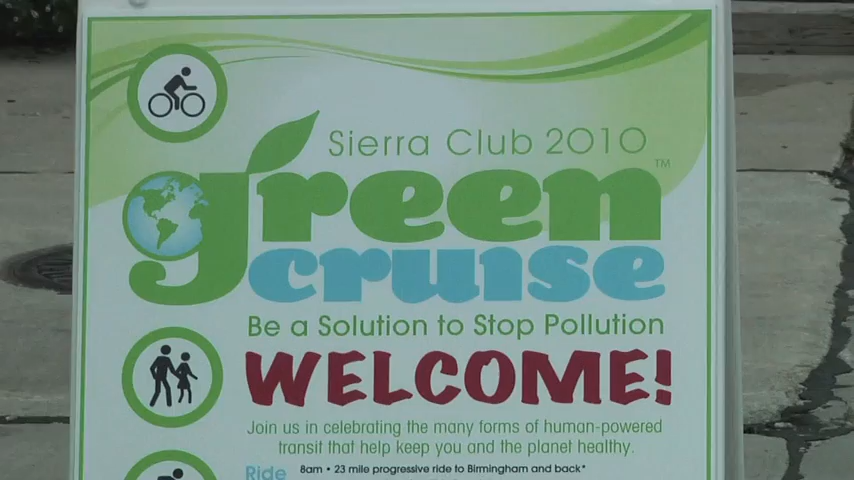 Sierra Club 2010
green™
cruise
Be a Solution to Stop Pollution
WELCOME!
Join us in celebrating the many forms of human-powered
transit that help keep you and the planet healthy.
Ride 8am • 23 mile progressive ride to Birmingham and back*